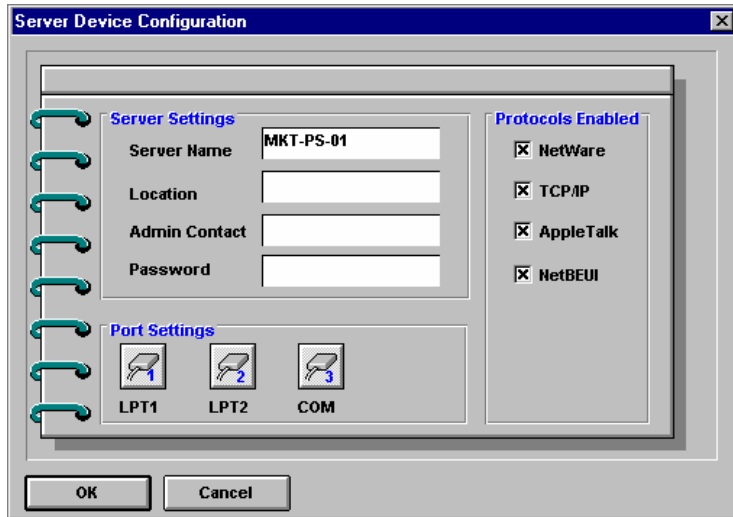 Server Device Configuration
Server Settings
Server Name
MKT-PS-01
Location
Admin Contact
Password
Protocols Enabled
NetWare
TCP/IP
AppleTalk
NetBEUI
Port Settings
1
2
3
LPT1
LPT2
COM
OK
Cancel